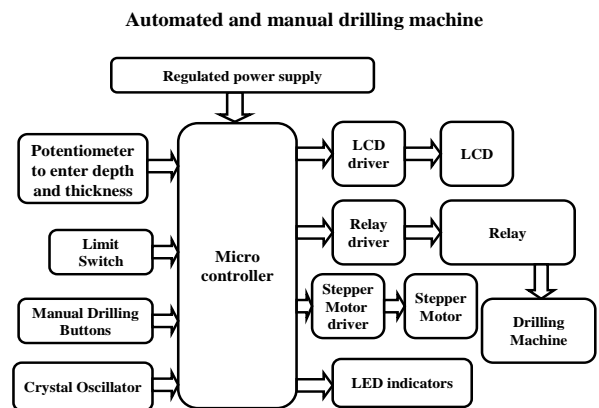 Automated and manual drilling machine
Regulated power supply
Potentiometer
to enter depth
and thickness
Limit
Switch
Manual Drilling
Buttons
Crystal Oscillator
Micro
controller
LCD
driver
LCD
Relay
driver
Relay
Stepper
Motor
driver
Stepper
Motor
Drilling
Machine
LED indicators